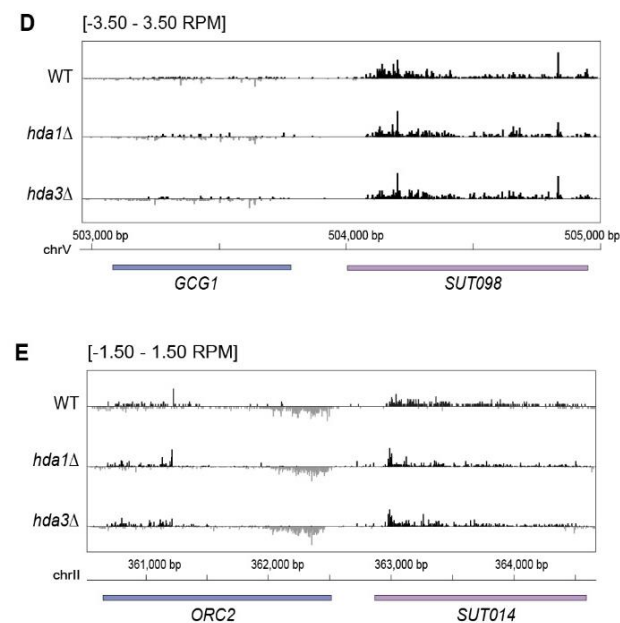 D
[-3.50 - 3.50 RPM]
WT
hda1Δ
hda3Δ
503,000 bp 504,000 bp 505,000 bp
chrV
GCG1 SUT098
E
[-1.50 - 1.50 RPM]
WT
hda1Δ
hda3Δ
361,000 bp 362,000 bp 363,000 bp 364,000 bp
chrII
ORC2 SUT014